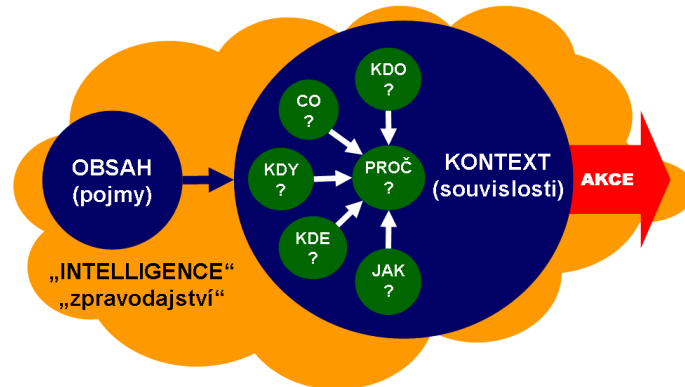 OBSAH
(pojmy)
„INTELLIGENCE“
„zpravodajství“
KDO
?
CO
?
KDY
?
PROČ
?
KDE
?
JAK
?
KONTEXT
(souvislosti)
AKCE